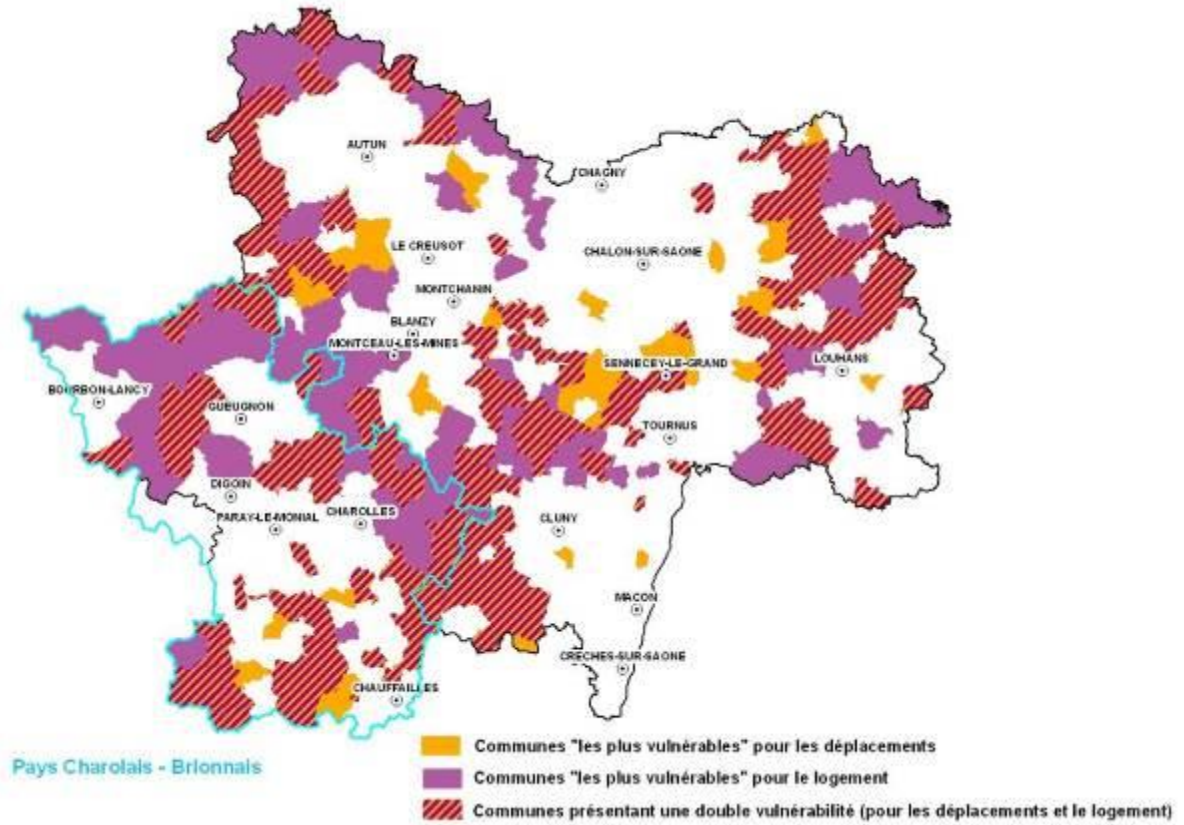 AUTUN
CHAGNY
LE CREUSOT
CHALON-SUR-SAONE
MONTCHANIN
BLANZY
MONTCEAU-LES-MINES
SENNECEY-LE-GRAND
LOUHANS
BOURBON-LANCY
GUEUGNON
TOURNUS
DIGOIN
PARAY-LE-MONIAL
CHAROLLES
CLUNY
MACON
CRECHES-SUR-SAONE
CHAUFFAILLES
Pays Charolais - Brionnais
Communes "les plus vulnérables" pour les déplacements
Communes "les plus vulnérables" pour le logement
Communes présentant une double vulnérabilité (pour les déplacements et le logement)